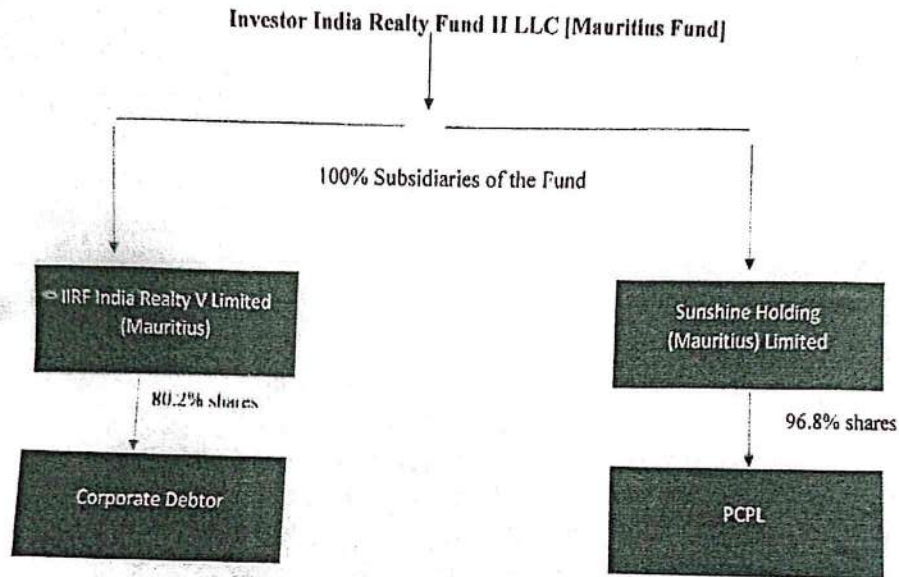 Investor India Realty Fund II LLC [Mauritius Fund]
100% Subsidiaries of the Fund
IIRF India Realty V Limited
(Mauritius)
Sunshine Holding
(Mauritius) Limited
80.2% shares
96.8% shares
Corporate Debtor
PCPL